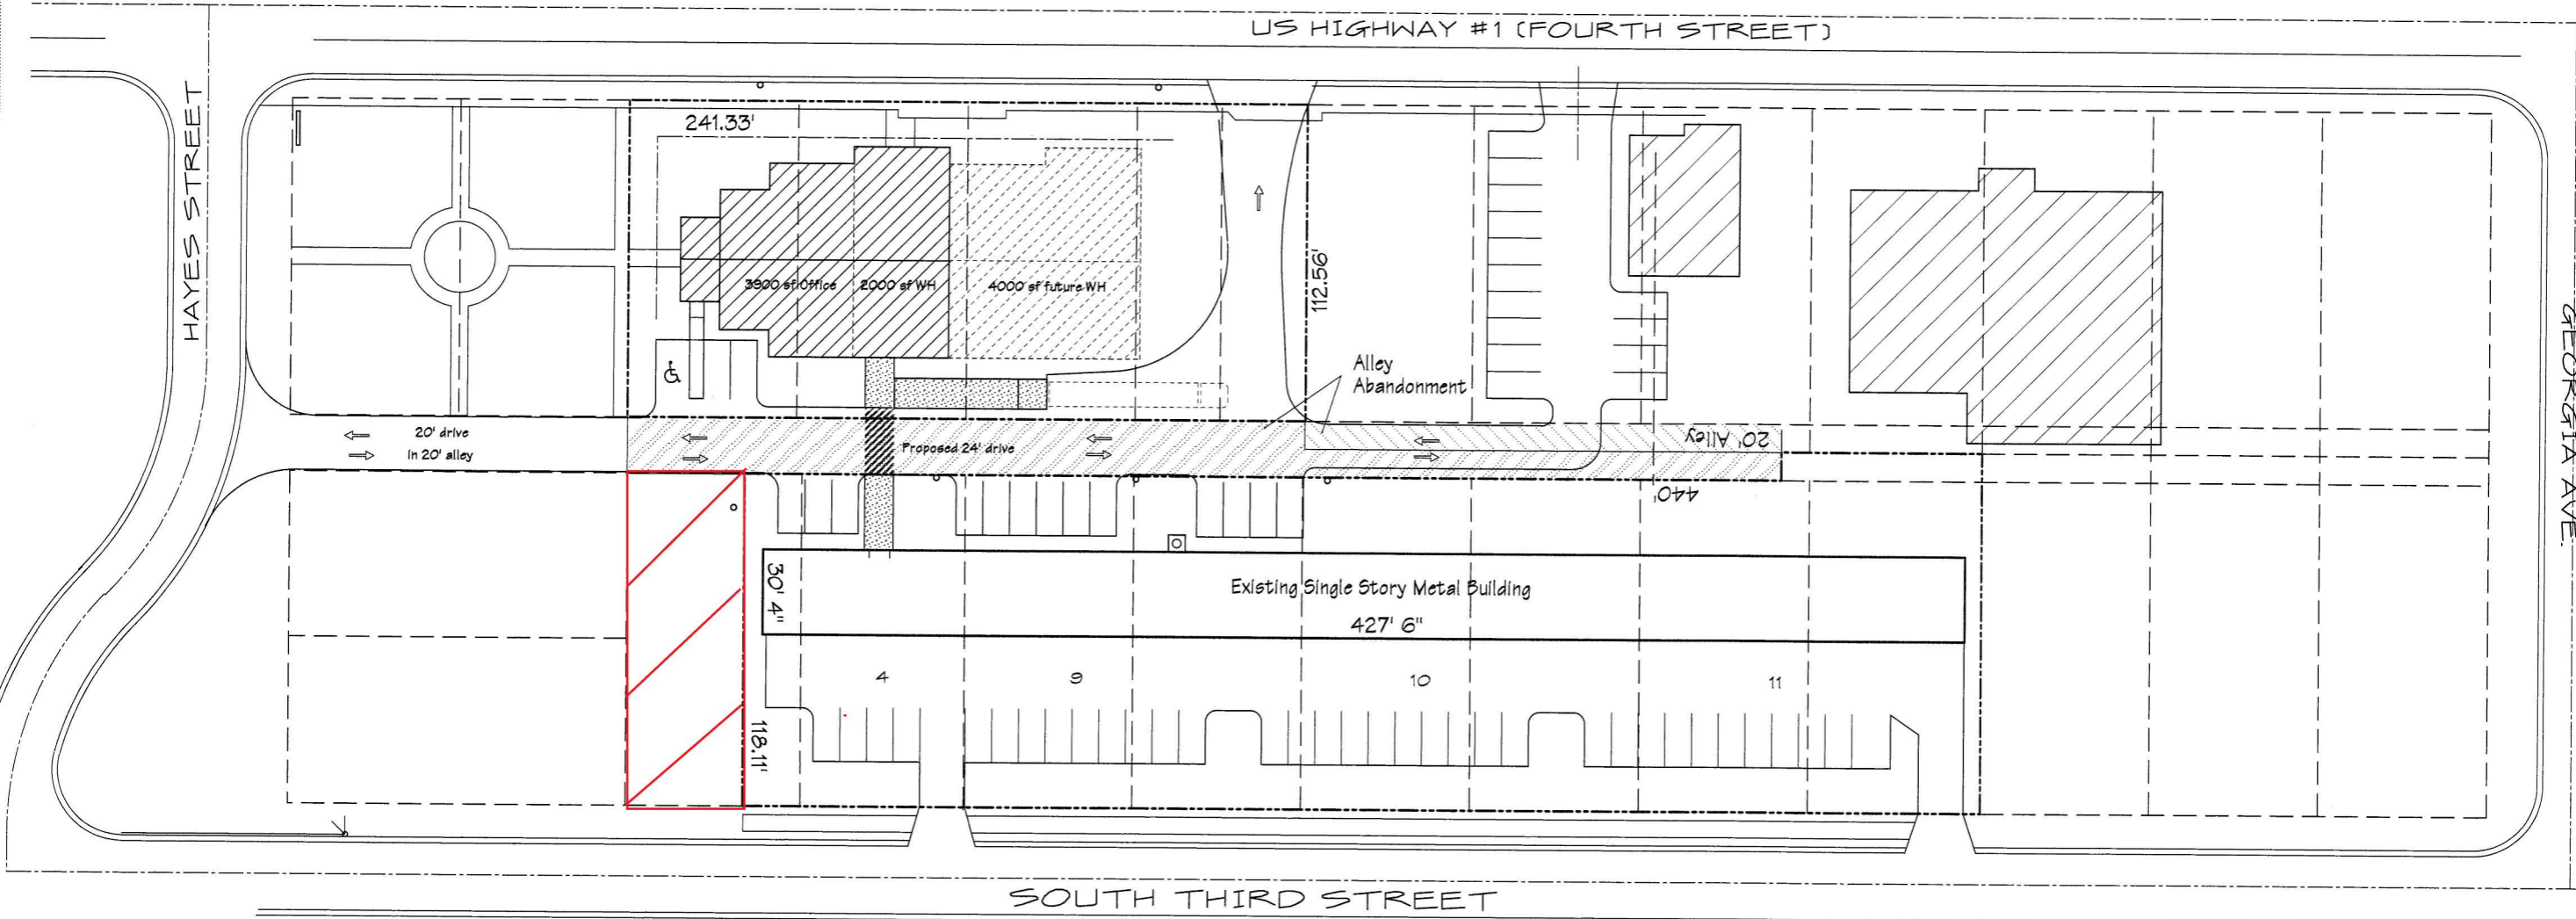 US HIGHWAY #1 (FOURTH STREET)
HAYES STREET
GEORGIA AVE.
241.33'
3900 sf Office
2000 sf WH
4000 sf future WH
112.56'
Alley
Abandonment
20' drive
in 20' alley
Proposed 24' drive
20' Alley
440'
30' 4"
Existing Single Story Metal Building
427' 6"
4
9
10
11
118.11'
SOUTH THIRD STREET